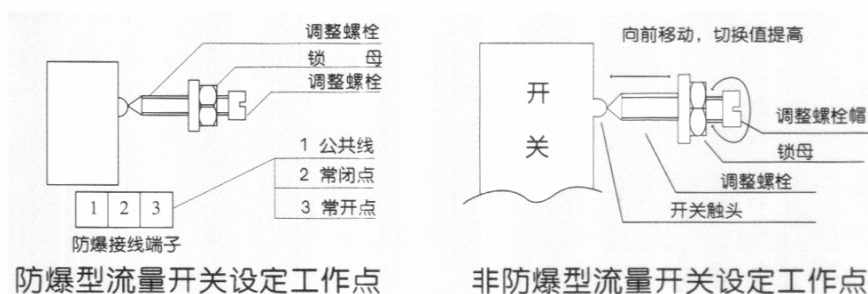 调整螺栓
锁 母
调整螺栓
1 公共线
2 常闭点
3 常开点
1 2 3
防爆接线端子
防爆型流量开关设定工作点
向前移动，切换值提高
开
关
调整螺栓帽
锁母
调整螺栓
开关触头
非防爆型流量开关设定工作点